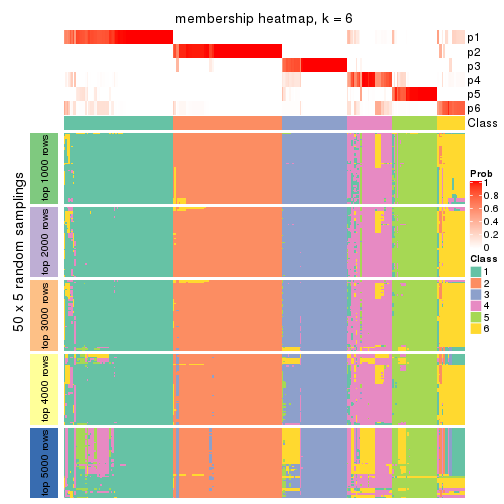 membership heatmap, k = 6
p1
p2
p3
p4
p5
p6
Class
50 x 5 random samplings
top 1000 rows
top 2000 rows
top 3000 rows
top 4000 rows
top 5000 rows
Prob
1
0.8
0.6
0.4
0.2
0
Class
1
2
3
4
5
6